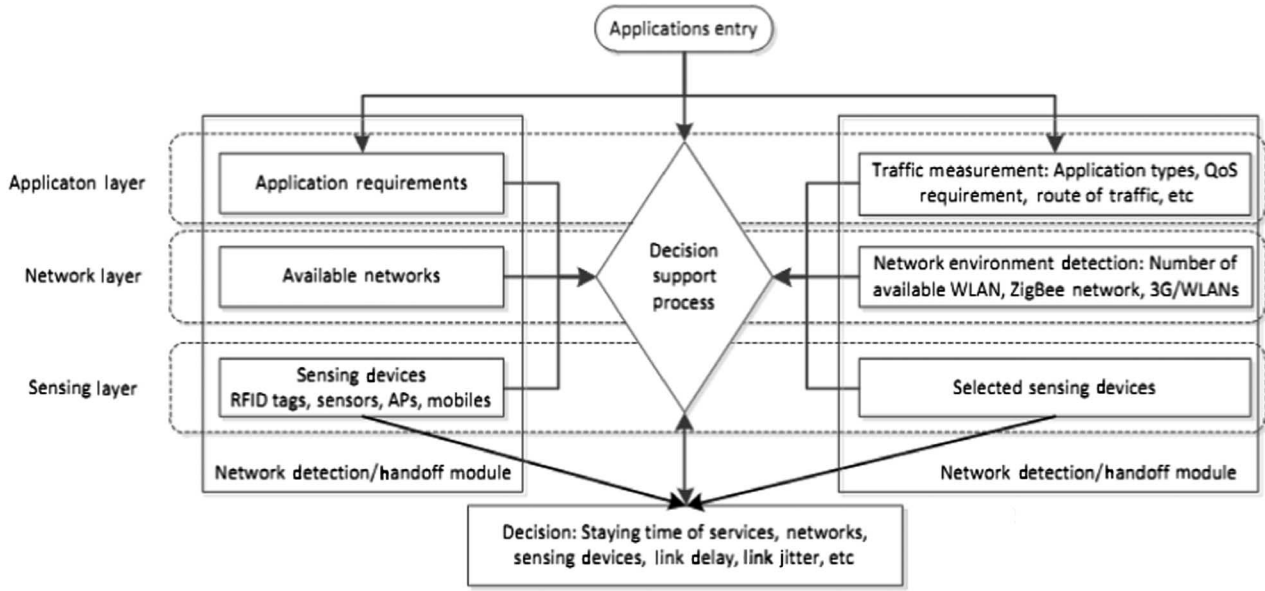 Applications entry
Applicaton layer
Application requirements
Traffic measurement: Application types, QoS
requirement, route of traffic, etc
Network layer
Available networks
Decision
support
process
Network environment detection: Number of
available WLAN, ZigBee network, 3G/WLANs
Sensing layer
Sensing devices
RFID tags, sensors, APs, mobiles
Selected sensing devices
Network detection/handoff module
Network detection/handoff module
Decision: Staying time of services, networks,
sensing devices, link delay, link jitter, etc